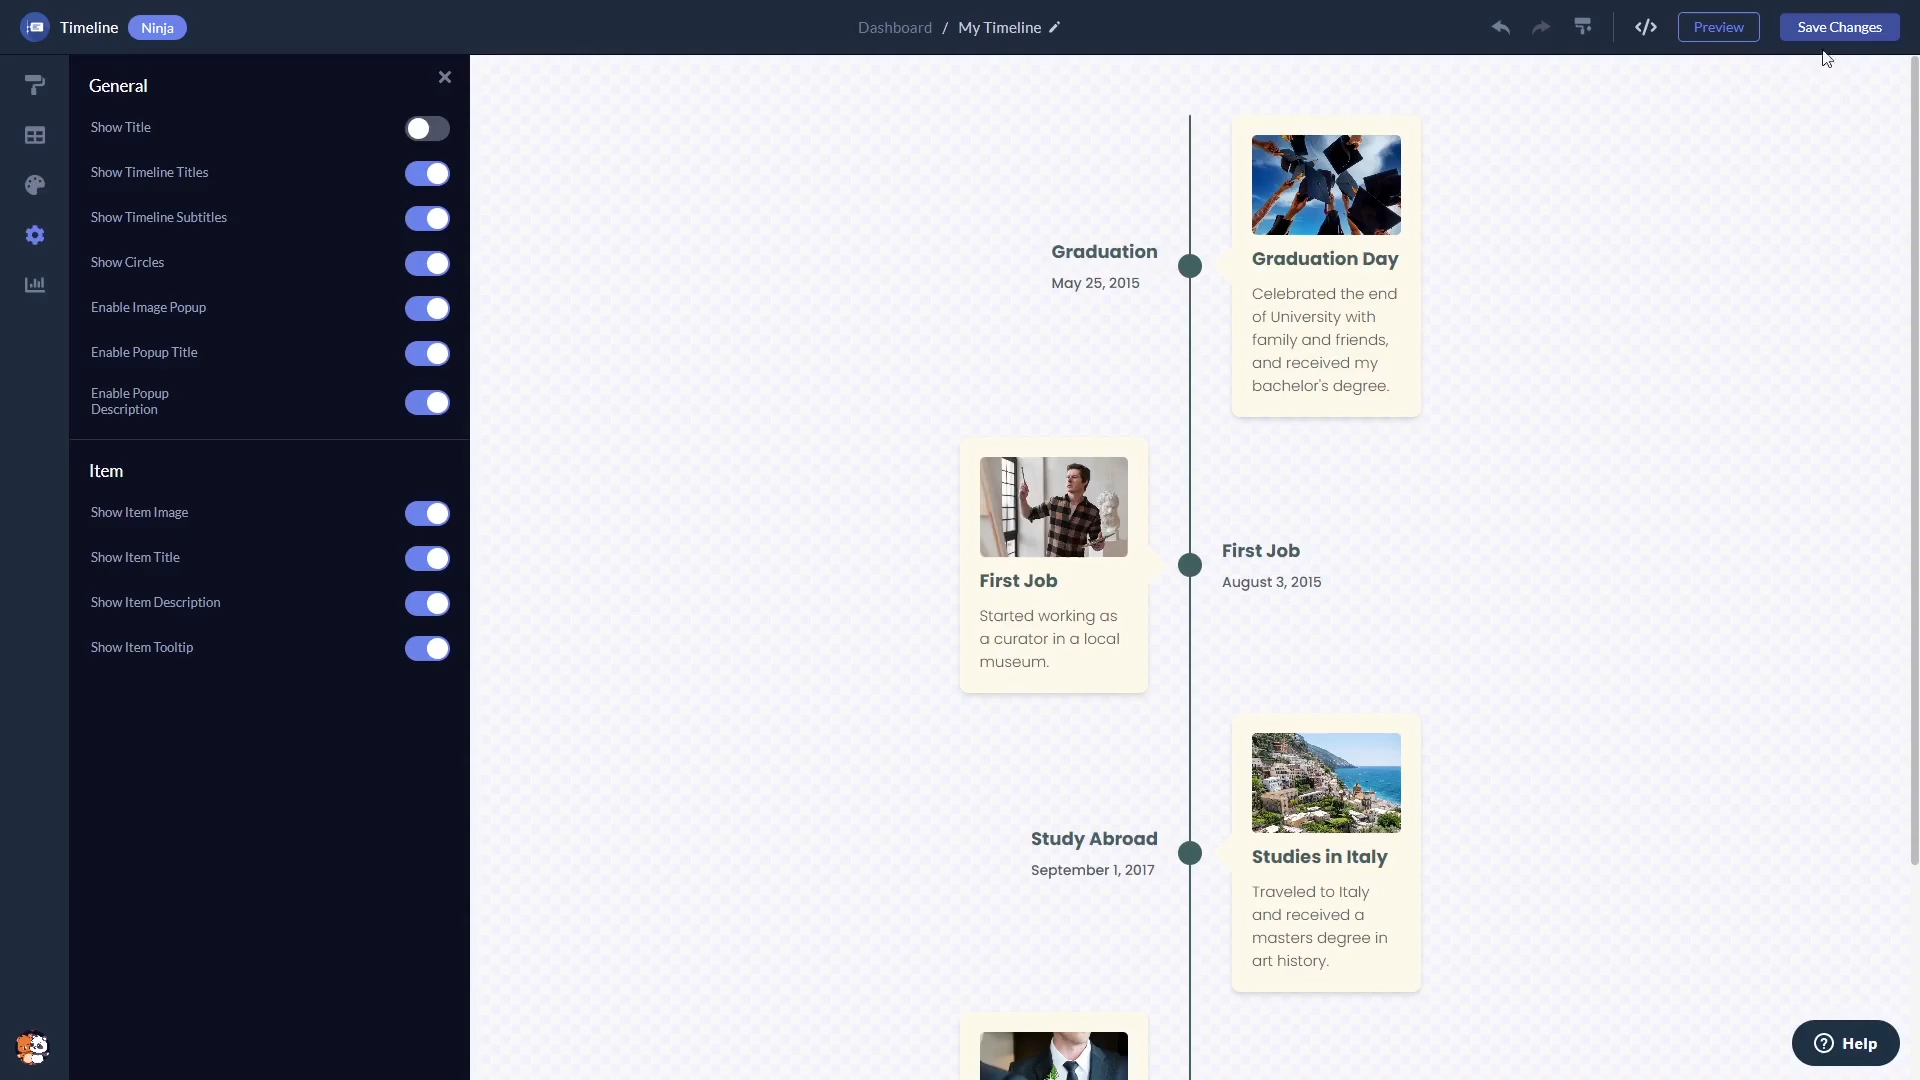 Timeline Ninja
Dashboard / My Timeline
</>
Preview
Save Changes
General
Show Title
Show Timeline Titles
Show Timeline Subtitles
Show Circles
Enable Image Popup
Enable Popup Title
Enable Popup
Description
Item
Show Item Image
Show Item Title
Show Item Description
Show Item Tooltip
Graduation
May 25, 2015
Graduation Day
Celebrated the end
of University with
family and friends,
and received my
bachelor's degree.
First Job
Started working as
a curator in a local
museum.
First Job
August 3, 2015
Study Abroad
September 1, 2017
Studies in Italy
Traveled to Italy
and received a
masters degree in
art history.
? Help